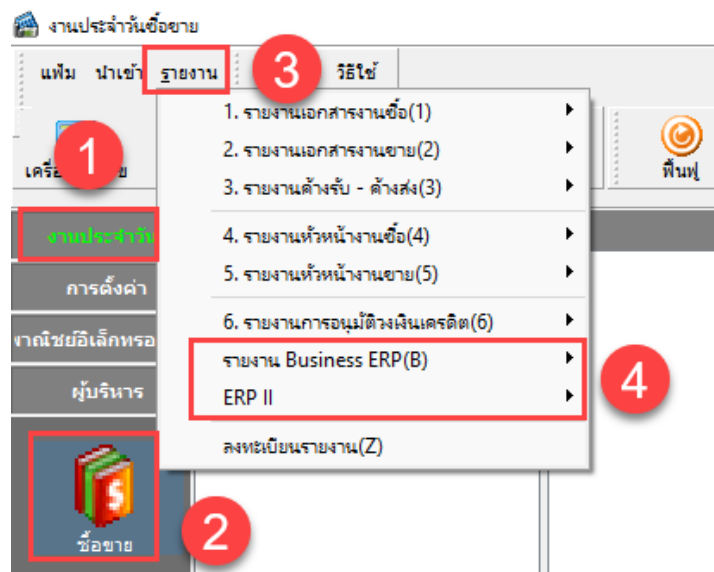 งานประจำวันซื้อขาย
แฟ้ม นำเข้า รายงาน วิธีใช้
3
1. รายงานเอกสารงานซื้อ(1)
2. รายงานเอกสารงานขาย(2)
3. รายงานค้างรับ - ค้างส่ง(3)
4. รายงานหัวหน้างานซื้อ(4)
5. รายงานหัวหน้างานขาย(5)
6. รายงานการอนุมัติวงเงินเครดิต(6)
รายงาน Business ERP(B)
ERP II
ลงทะเบียนรายงาน(Z)
4
ฟื้นฟู
1
งานประจำวัน
การตั้งค่า
ผู้บริหาร
ซื้อขาย
2